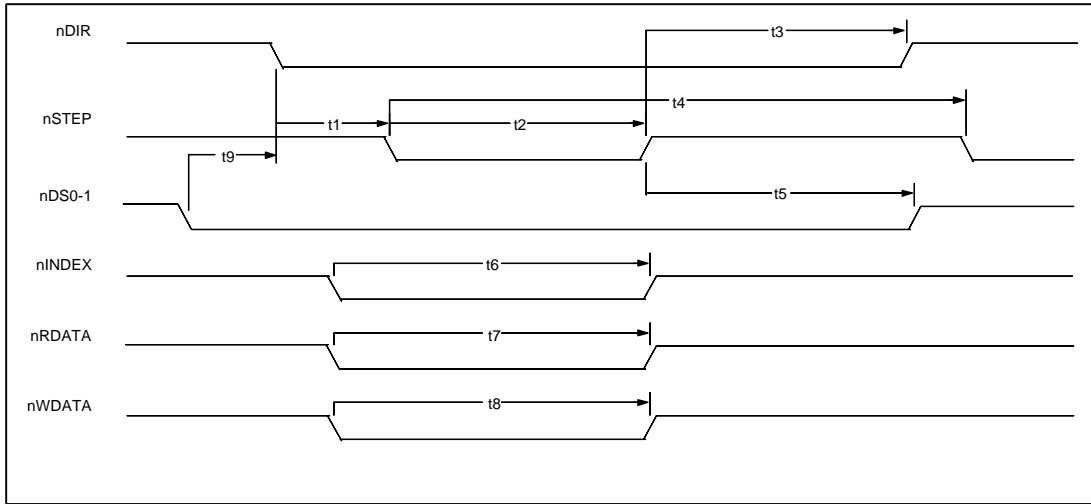 nDIR
t3
nSTEP
t4
t1
t2
t9
nDS0-1
t5
nINDEX
t6
nRDATA
t7
nWDATA
t8